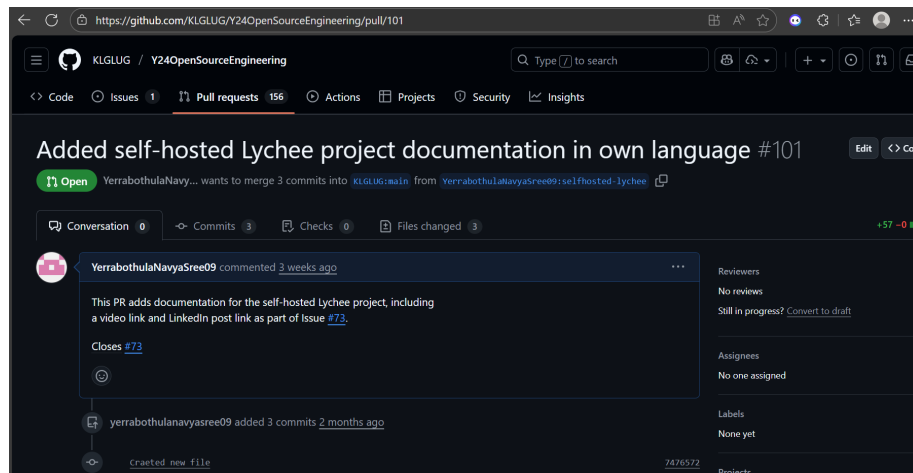 https://github.com/KLGLUG/Y24OpenSourceEngineering/pull/101
KLGLUG / Y24OpenSourceEngineering
Type / to search
Code Issues 1 Pull requests 156 Actions Projects Security Insights
Added self-hosted Lychee project documentation in own language #101
Edit <> Co
Open YerrabothulaNavy... wants to merge 3 commits into KLGLUG:main from YerrabothulaNavyaSree09:selfhosted-lychee
Conversation 0 Commits 3 Checks 0 Files changed 3
+57 −0
YerrabothulaNavyaSree09 commented 3 weeks ago
This PR adds documentation for the self-hosted Lychee project, including
a video link and LinkedIn post link as part of Issue #73.
Closes #73
yerrabothulanavyasree09 added 3 commits 2 months ago
Craeted new file 7476572
Reviewers
No reviews
Still in progress? Convert to draft
Assignees
No one assigned
Labels
None yet
Projects